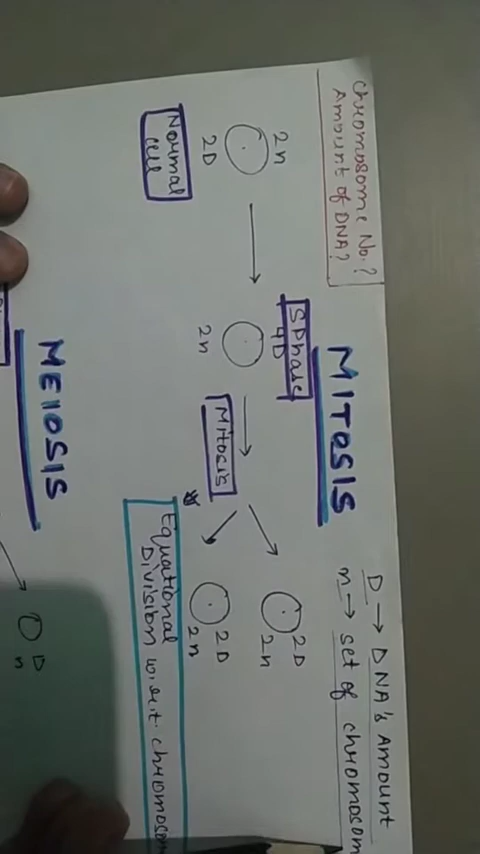 Chromosome No.?
Amount of DNA?
MITOSIS
D → DNA's Amount
n → set of chromosom
2n
2D
Normal
cell
S Phase
4D
2n
Mitosis
2D
2n
2D
2n
Equational
Division w.r.t. chromosom
MEIOSIS
D
n